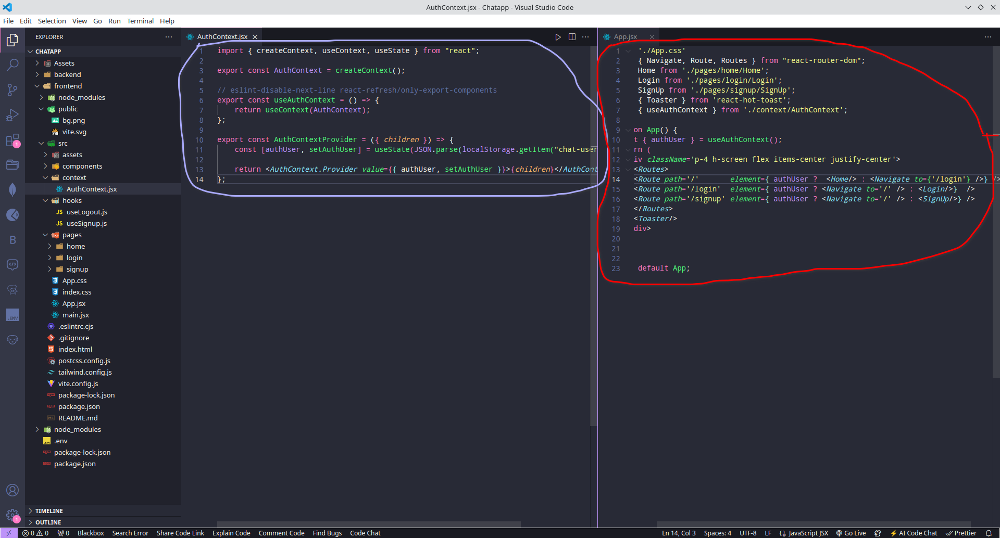 AuthContext.jsx - Chatapp - Visual Studio Code
File Edit Selection View Go Run Terminal Help
EXPLORER
CHATAPP
Assets
backend
frontend
node_modules
public
bg.png
vite.svg
src
assets
components
context
AuthContext.jsx
hooks
JS useLogout.js
JS useSignup.js
pages
home
login
signup
App.css
index.css
App.jsx
main.jsx
.eslintrc.cjs
.gitignore
index.html
postcss.config.js
tailwind.config.js
vite.config.js
package-lock.json
package.json
README.md
node_modules
.env
package-lock.json
package.json
TIMELINE
OUTLINE
1
B
.ENV
1
AuthContext.jsx
1 import { createContext, useContext, useState } from "react";
2
3 export const AuthContext = createContext();
4
5 // eslint-disable-next-line react-refresh/only-export-components
6 export const useAuthContext = () => {
7 return useContext(AuthContext);
8 };
9
10 export const AuthContextProvider = ({ children }) => {
11 const [authUser, setAuthUser] = useState(JSON.parse(localStorage.getItem("chat-user
12
13 return <AuthContext.Provider value={{ authUser, setAuthUser }}>{children}</AuthCont
14 };
App.jsx
1 './App.css'
2 { Navigate, Route, Routes } from "react-router-dom";
3 Home from './pages/home/Home';
4 Login from './pages/login/Login';
5 SignUp from './pages/signup/SignUp';
6 { Toaster } from 'react-hot-toast';
7 { useAuthContext } from './context/AuthContext';
8
9 on App() {
10 t { authUser } = useAuthContext();
11 rn (
12 iv className='p-4 h-screen flex items-center justify-center'>
13 <Routes>
14 <Route path='/' element={ authUser ? <Home/> : <Navigate to={'/login'} />} />
15 <Route path='/login' element={ authUser ? <Navigate to='/' /> : <Login/>} />
16 <Route path='/signup' element={ authUser ? <Navigate to='/' /> : <SignUp/>} />
17 </Routes>
18 <Toaster/>
19 div>
20
21
22
23 default App;
0 0 0 Blackbox Search Error Share Code Link Explain Code Comment Code Find Bugs Code Chat Ln 14, Col 3 Spaces: 4 UTF-8 LF JavaScript JSX Go Live AI Code Chat Prettier